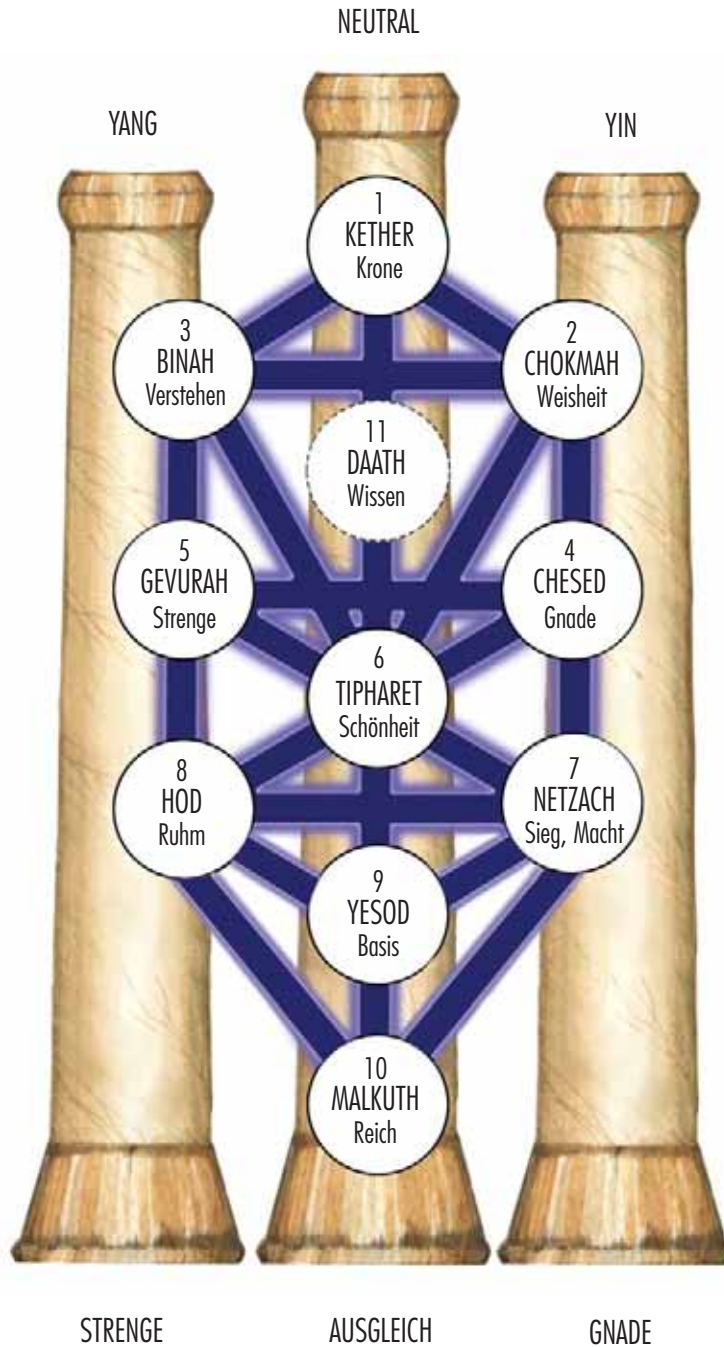 NEUTRAL
YANG
YIN
1
KETHER
Krone
3
BINAH
Verstehen
2
CHOKMAH
Weisheit
11
DAATH
Wissen
5
GEVURAH
Strenge
4
CHESED
Gnade
6
TIPHARET
Schönheit
8
HOD
Ruhm
7
NETZACH
Sieg, Macht
9
YESOD
Basis
10
MALKUTH
Reich
STRENGE
AUSGLEICH
GNADE